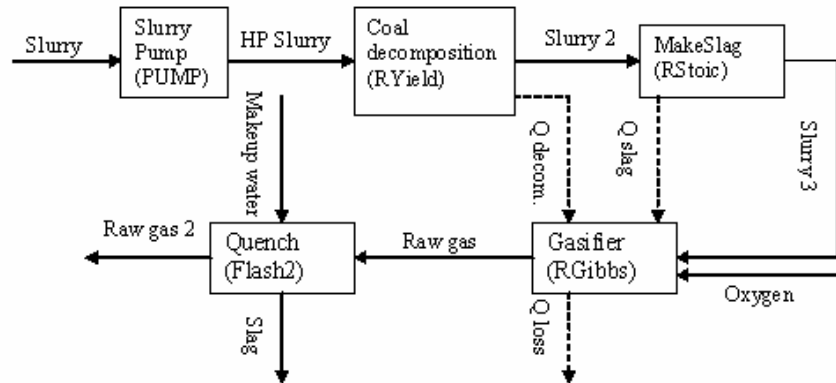 Slurry
Slurry
Pump
(PUMP)
HP Slurry
Coal
decomposition
(RYield)
Slurry 2
MakeSlag
(RStoic)
Makeup water
Q decom.
Q slag
Slurry 3
Raw gas 2
Quench
(Flash2)
Raw gas
Gasifier
(RGibbs)
Oxygen
Slag
Q loss